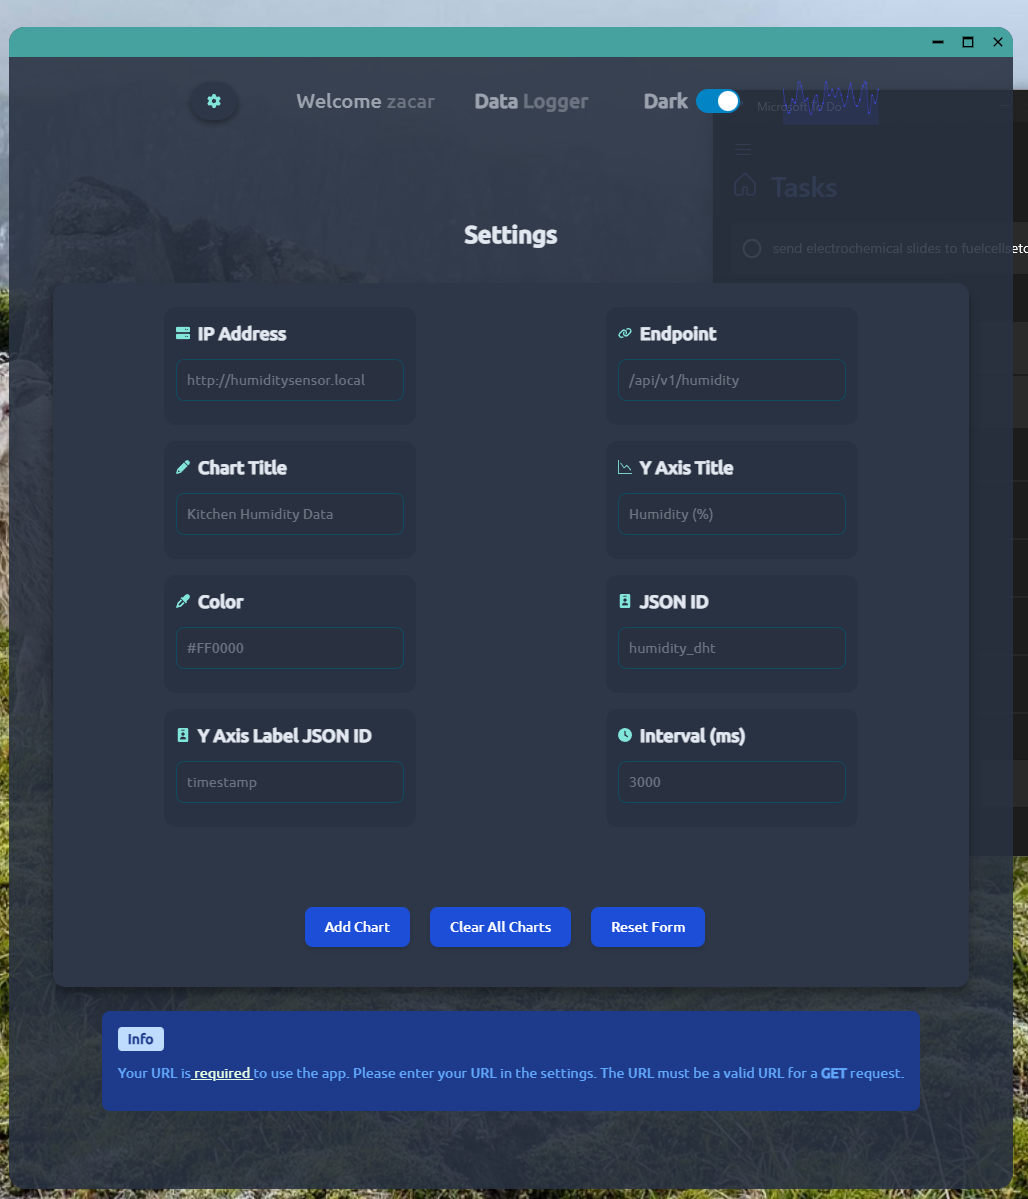 Welcome zacar
Data Logger
Dark
Microsoft To Do
Tasks
send electrochemical slides to fuelcellsetc
Settings
IP Address
Endpoint
http://humiditysensor.local
/api/v1/humidity
Chart Title
Y Axis Title
Kitchen Humidity Data
Humidity (%)
Color
JSON ID
#FF0000
humidity_dht
Y Axis Label JSON ID
Interval (ms)
timestamp
3000
Add Chart
Clear All Charts
Reset Form
Info
Your URL is required to use the app. Please enter your URL in the settings. The URL must be a valid URL for a GET request.